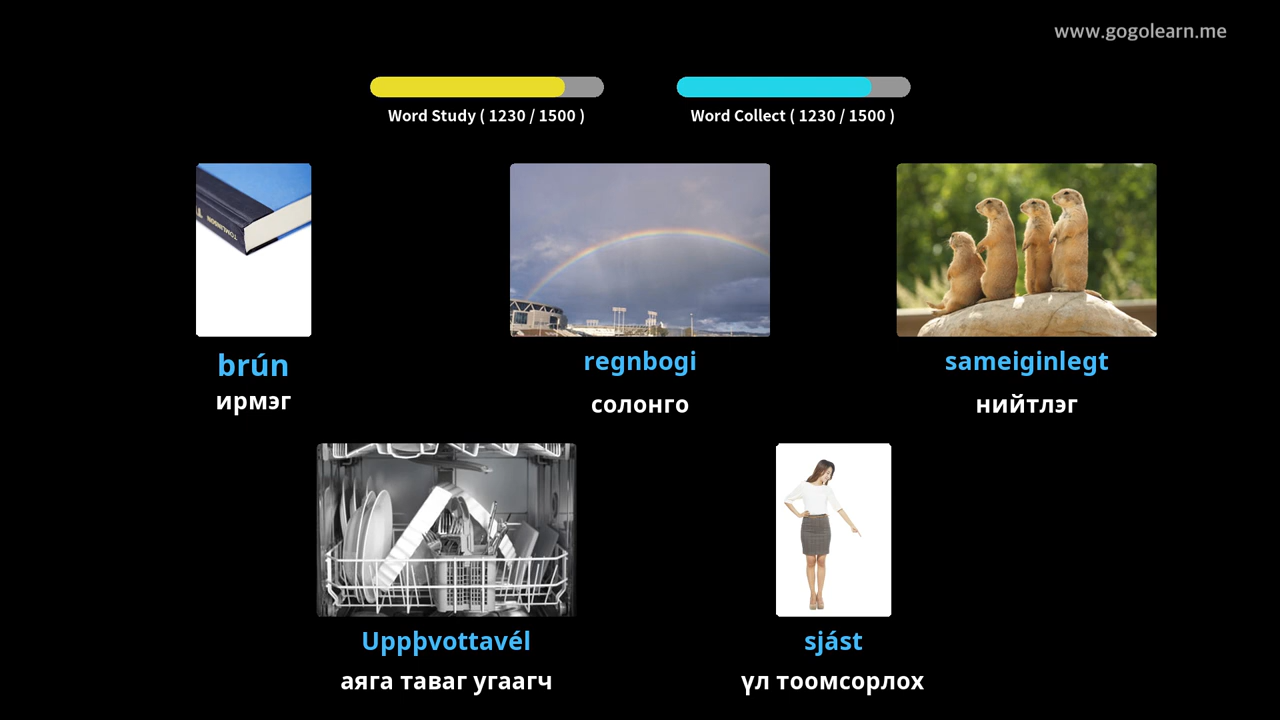 www.gogolearn.me
Word Study ( 1230 / 1500 )
Word Collect ( 1230 / 1500 )
TOMLINSON
brún
ирмэг
regnbogi
солонго
sameiginlegt
нийтлэг
Uppþvottavél
аяга таваг угаагч
sjást
үл тоомсорлох